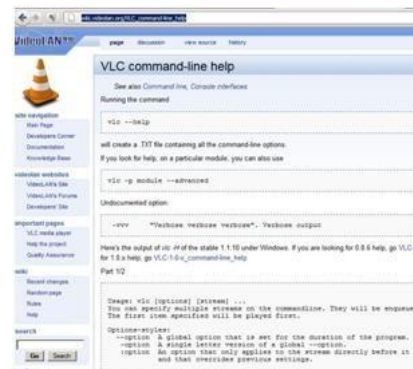 wiki.videolan.org/VLC_command-line_help
VideoLAN
page discussion view source history
VLC command-line help
See also Command line, Console interfaces
Running the command
vlc --help
will create a .TXT file containing all the command-line options.
If you look for help, on a particular module, you can also use
vlc -p module --advanced
Undocumented option:
-vvv "Verbose verbose verbose". Verbose output
Here's the output of vlc -H of the stable 1.1.10 under Windows. If you are looking for 0.8.6 help, go VLC-
for 1.0.x help, go VLC-1-0-x_command-line_help
Part 1/2
Usage: vlc [options] [stream] ...
You can specify multiple streams on the commandline. They will be enqueue
The first item specified will be played first.
Options-styles:
--option A global option that is set for the duration of the program.
-option A single letter version of a global --option.
:option An option that only applies to the stream directly before it
and that overrides previous settings.
site navigation
Main Page
Developers Corner
Documentation
Knowledge Base
videolan websites
VideoLAN's Site
VideoLAN's Forums
Developers' Site
important pages
VLC media player
Help the project
Quality Assurance
wiki
Recent changes
Random page
Rules
Help
search
Go Search